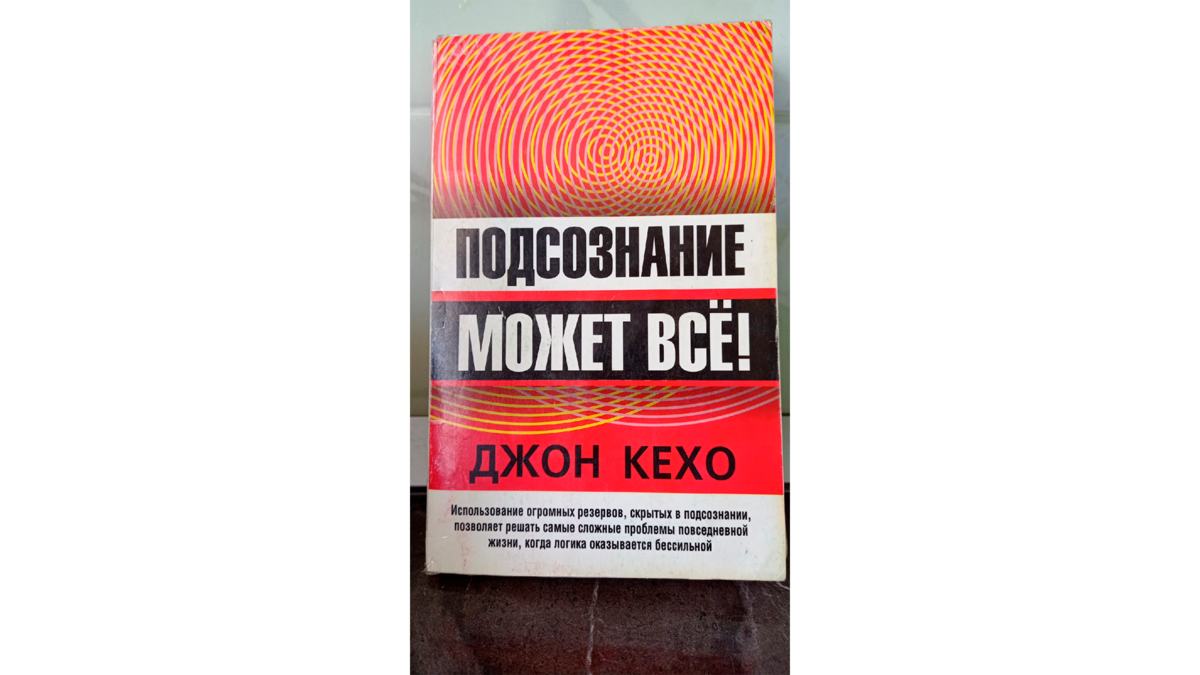 ПОДСОЗНАНИЕ
МОЖЕТ ВСЁ!
ДЖОН КЕХО
Использование огромных резервов, скрытых в подсознании,
позволяет решать самые сложные проблемы повседневной
жизни, когда логика оказывается бессильной